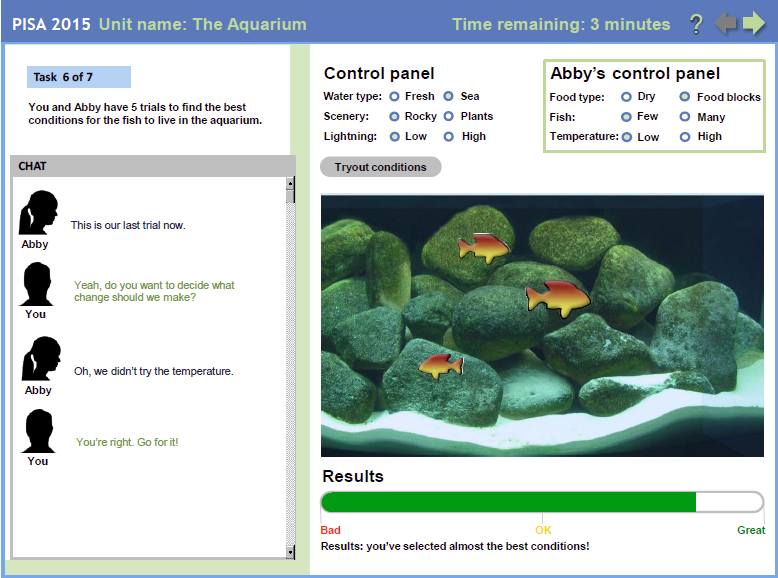 PISA 2015 Unit name: The Aquarium
Time remaining: 3 minutes ?
Task 6 of 7
You and Abby have 5 trials to find the best
conditions for the fish to live in the aquarium.
CHAT
Abby
This is our last trial now.
You
Yeah, do you want to decide what
change should we make?
Abby
Oh, we didn't try the temperature.
You
You're right. Go for it!
Control panel
Water type: Fresh Sea
Scenery: Rocky Plants
Lightning: Low High
Abby's control panel
Food type: Dry Food blocks
Fish: Few Many
Temperature: Low High
Tryout conditions
Results
Bad OK Great
Results: you've selected almost the best conditions!